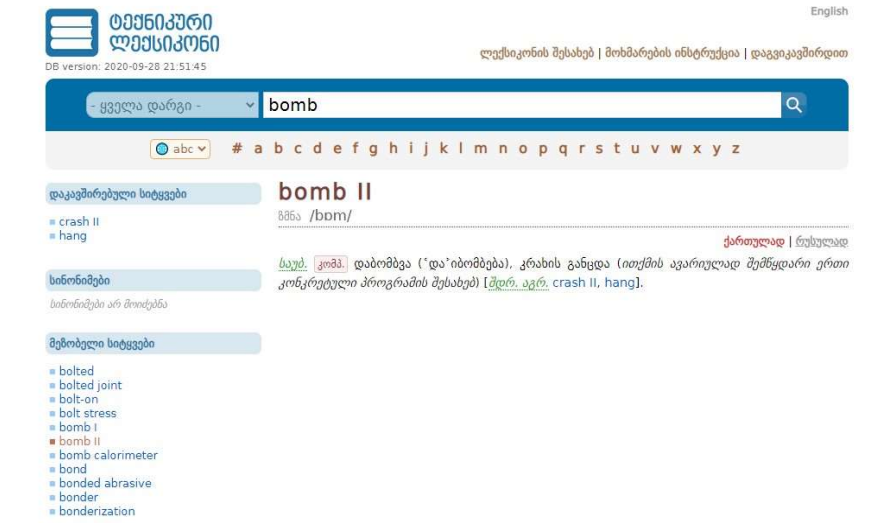 English
ტექნიკური
ლექსიკონი
ლექსიკონის შესახებ | მოხმარების ინსტრუქცია | დაგვიკავშირდით
DB version: 2020-09-28 21:51:45
- ყველა დარგი -
bomb
abc
# a b c d e f g h i j k l m n o p q r s t u v w x y z
დაკავშირებული სიტყვები
crash II
hang
სინონიმები
სინონიმები არ მოიძებნა
მეზობელი სიტყვები
bolted
bolted joint
bolt-on
bolt stress
bomb I
bomb II
bomb calorimeter
bond
bonded abrasive
bonder
bonderization
bomb II
ზმნა /bɒm/
ქართულად | რუსულად
საუბ. კომპ. დაბომბვა (ʽდაʼიბომბება), კრახის განცდა (ითქმის ავარიულად შემწყდარი ერთი
კონკრეტული პროგრამის შესახებ) [შდრ. აგრ. crash II, hang].